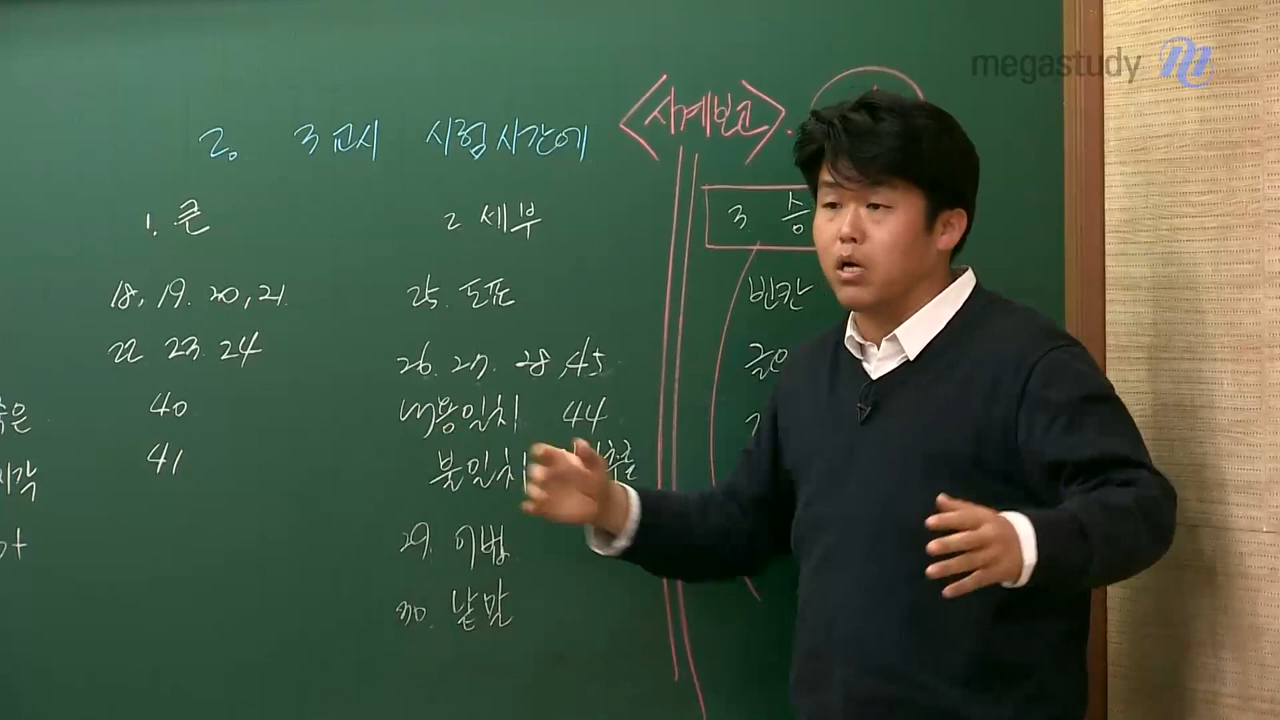 megastudy
2. 3교시 시험시간에 <사계보고>.
1. 큰
18, 19. 20, 21.
22 23. 24
40
41
2 세부
25. 도표
26. 27. 28, 45
내용일치 44
불일치
29. 어법
30. 낱말
3. 승
빈칸